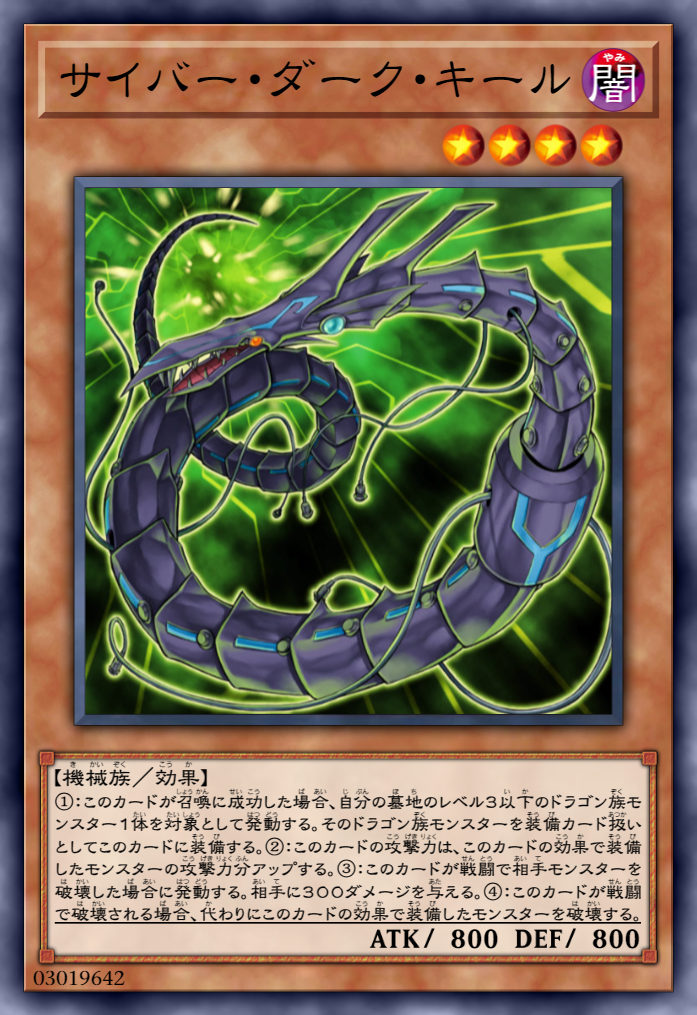 サイバー・ダーク・キール
やみ
闇
【機械族／効果】
①：このカードが召喚に成功した場合、自分の墓地のレベル３以下のドラゴン族モ
ンスター１体を対象として発動する。そのドラゴン族モンスターを装備カード扱い
としてこのカードに装備する。②：このカードの攻撃力は、このカードの効果で装備
したモンスターの攻撃力分アップする。③：このカードが戦闘で相手モンスターを
破壊した場合に発動する。相手に３００ダメージを与える。④：このカードが戦闘
で破壊される場合、代わりにこのカードの効果で装備したモンスターを破壊する。
ATK/ 800 DEF/ 800
03019642